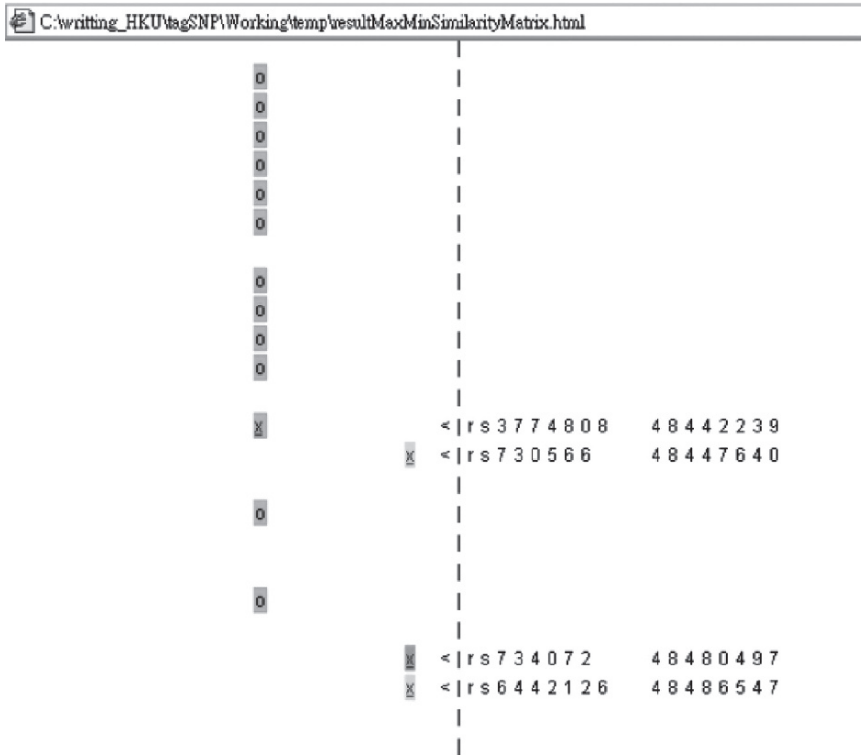 C:\writting_HKU\tagSNP\Working\temp\resultMaxMinSimilarityMatrix.html
|
o |
o |
o |
o |
o |
o |
|
o |
o |
o |
o |
|
x <|rs3774808 48442239
x <|rs730566 48447640
|
o |
|
|
o |
|
x <|rs734072 48480497
x <|rs6442126 48486547
|
|